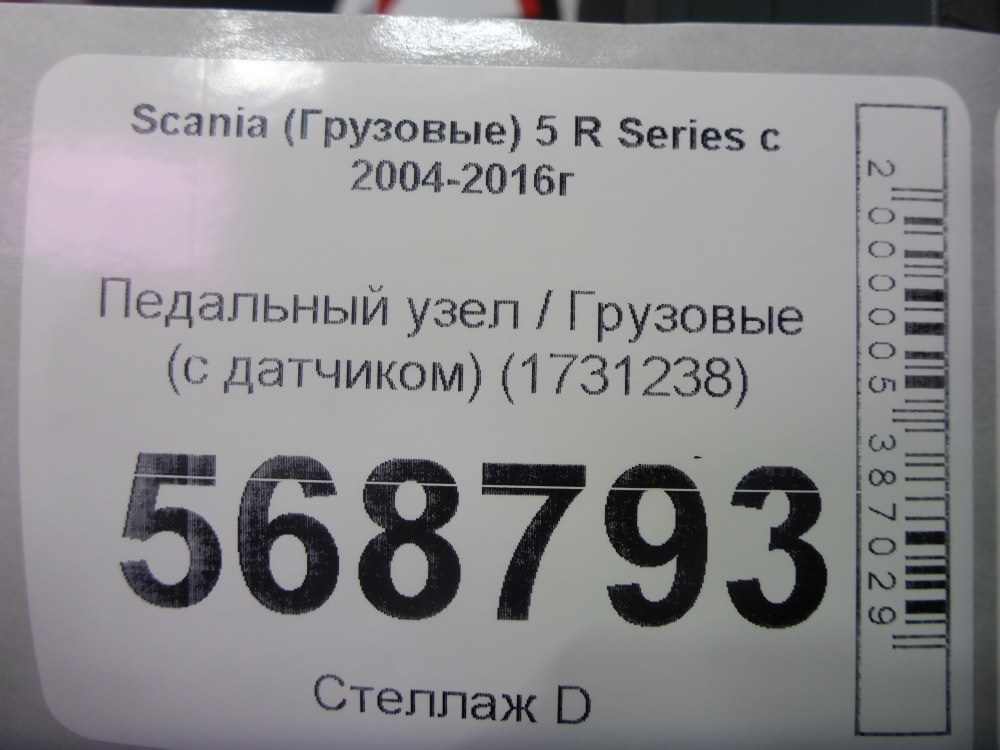 Scania (Грузовые) 5 R Series с
2004-2016г
Педальный узел / Грузовые
(с датчиком) (1731238)
568793
Стеллаж D
2000005387029